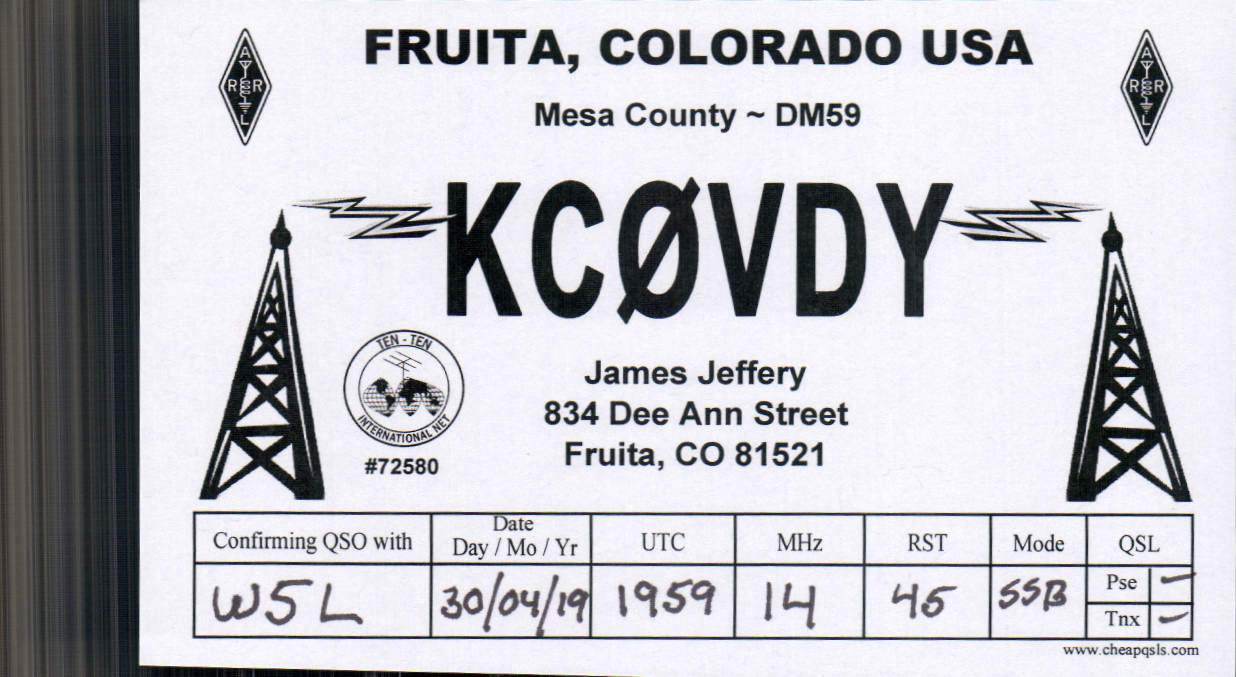 FRUITA, COLORADO USA
Mesa County ~ DM59
ARRL
ARRL
KCØVDY
TEN - TEN
INTERNATIONAL NET
#72580
James Jeffery
834 Dee Ann Street
Fruita, CO 81521
Confirming QSO with
Date
Day / Mo / Yr
UTC
MHz
RST
Mode
QSL
W5L
30/04/19
1959
14
45
SSB
Pse –
Tnx –
www.cheapqsls.com